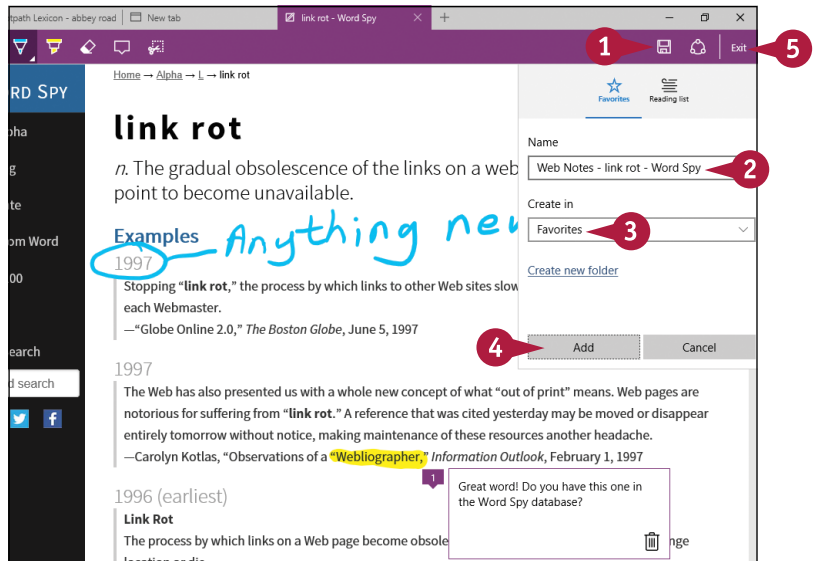 tpath Lexicon - abbey road
New tab
link rot - Word Spy
1
Exit
5
RD SPY
Home → Alpha → L → link rot
Favorites
Reading list
link rot
Name
n. The gradual obsolescence of the links on a web
Web Notes - link rot - Word Spy
2
point to become unavailable.
Create in
Favorites
3
Examples
Anything new
1997
Create new folder
Stopping “link rot,” the process by which links to other Web sites slow
each Webmaster.
—“Globe Online 2.0,” The Boston Globe, June 5, 1997
4
Add
Cancel
om Word
00
earch
d search
1997
The Web has also presented us with a whole new concept of what “out of print” means. Web pages are
notorious for suffering from “link rot.” A reference that was cited yesterday may be moved or disappear
entirely tomorrow without notice, making maintenance of these resources another headache.
—Carolyn Kotlas, “Observations of a “Webliographer,” Information Outlook, February 1, 1997
1
Great word! Do you have this one in
the Word Spy database?
1996 (earliest)
Link Rot
The process by which links on a Web page become obsole
nge